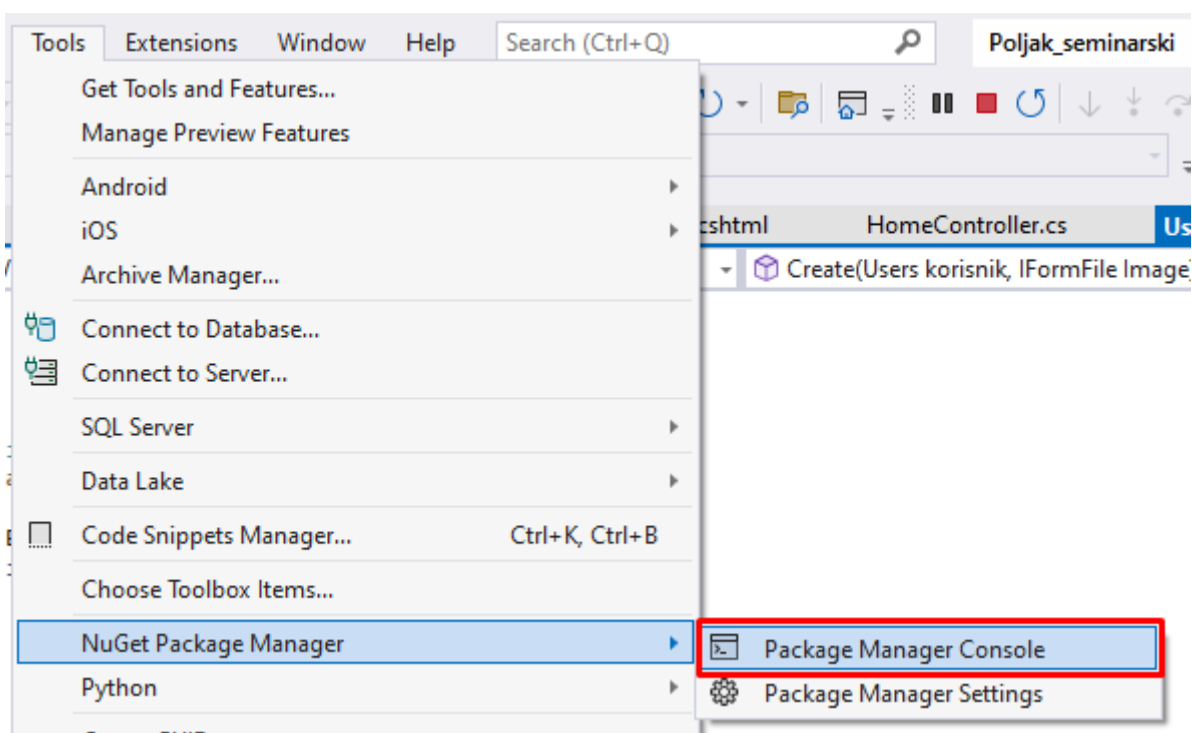 Tools Extensions Window Help Search (Ctrl+Q) Poljak_seminarski
Get Tools and Features...
Manage Preview Features
Android
iOS
cshtml HomeController.cs
Archive Manager...
Create(Users korisnik, IFormFile Image)
Connect to Database...
Connect to Server...
SQL Server
Data Lake
Code Snippets Manager... Ctrl+K, Ctrl+B
Choose Toolbox Items...
NuGet Package Manager
Package Manager Console
Python
Package Manager Settings